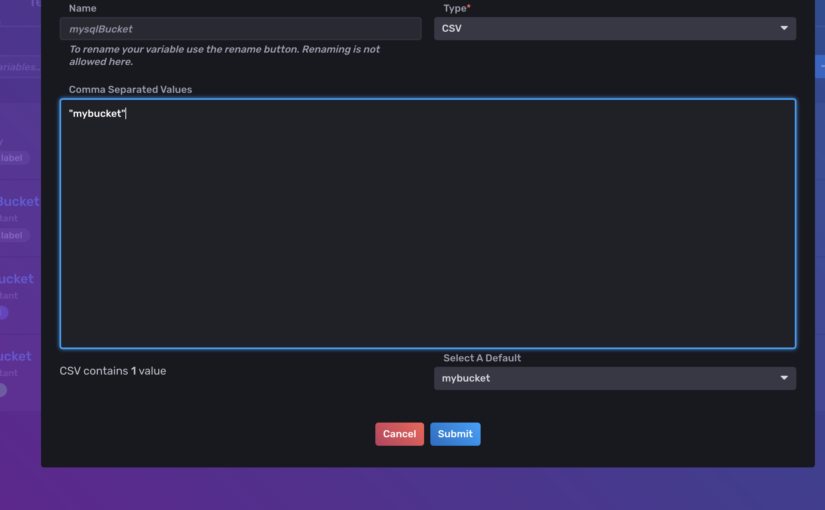 Name
Type*
mysqlBucket
CSV
To rename your variable use the rename button. Renaming is not
allowed here.
ariables...
Comma Separated Values
"mybucket"
label
Bucket
tant
label
ucket
tant
ucket
tant
Select A Default
CSV contains 1 value
mybucket
Cancel
Submit